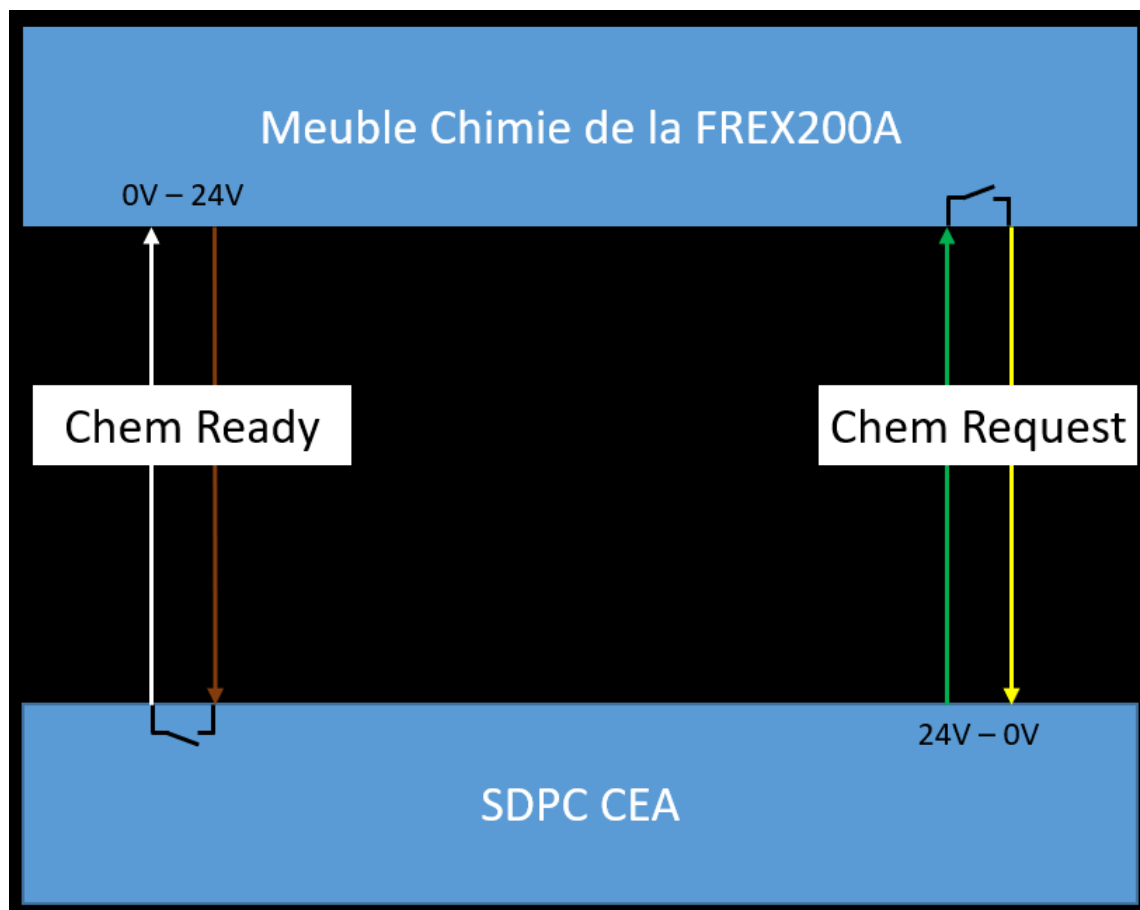 Meuble Chimie de la FREX200A
0V – 24V
Chem Ready
Chem Request
24V – 0V
SDPC CEA